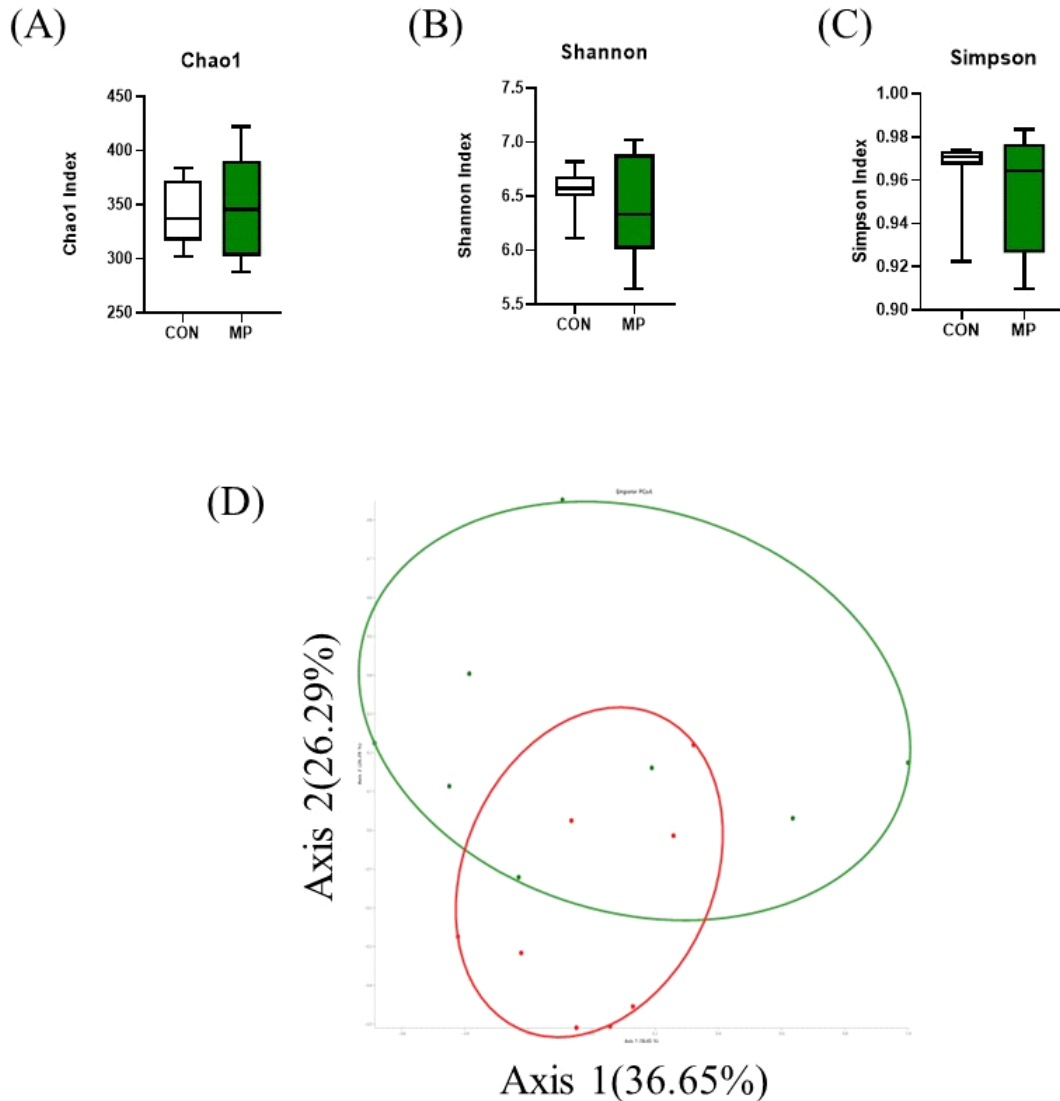 (A)
Chao1
Chao1 Index
450
400
350
300
250
CON MP
(B)
Shannon
Shannon Index
7.5
7.0
6.5
6.0
5.5
CON MP
(C)
Simpson
Simpson Index
1.00
0.98
0.96
0.94
0.92
0.90
CON MP
(D)
Emperor PCoA
Axis 2(26.29%)
Axis 1(36.65%)